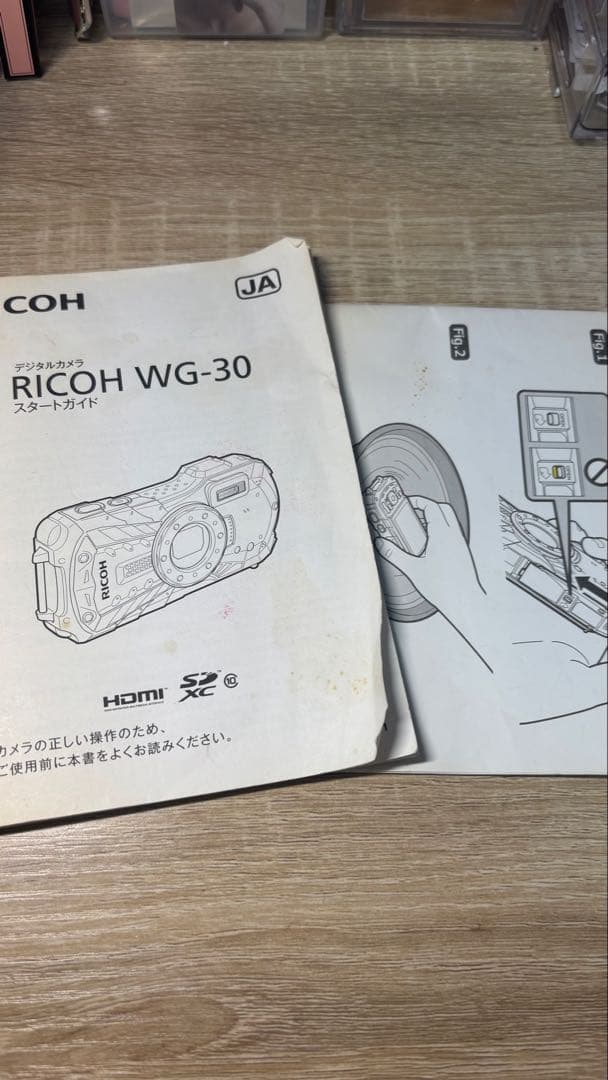 COH
JA
デジタルカメラ
RICOH WG-30
スタートガイド
RICOH
HDMI
SD
XC
10
カメラの正しい操作のため、
ご使用前に本書をよくお読みください。
Fig.2
Fig.1